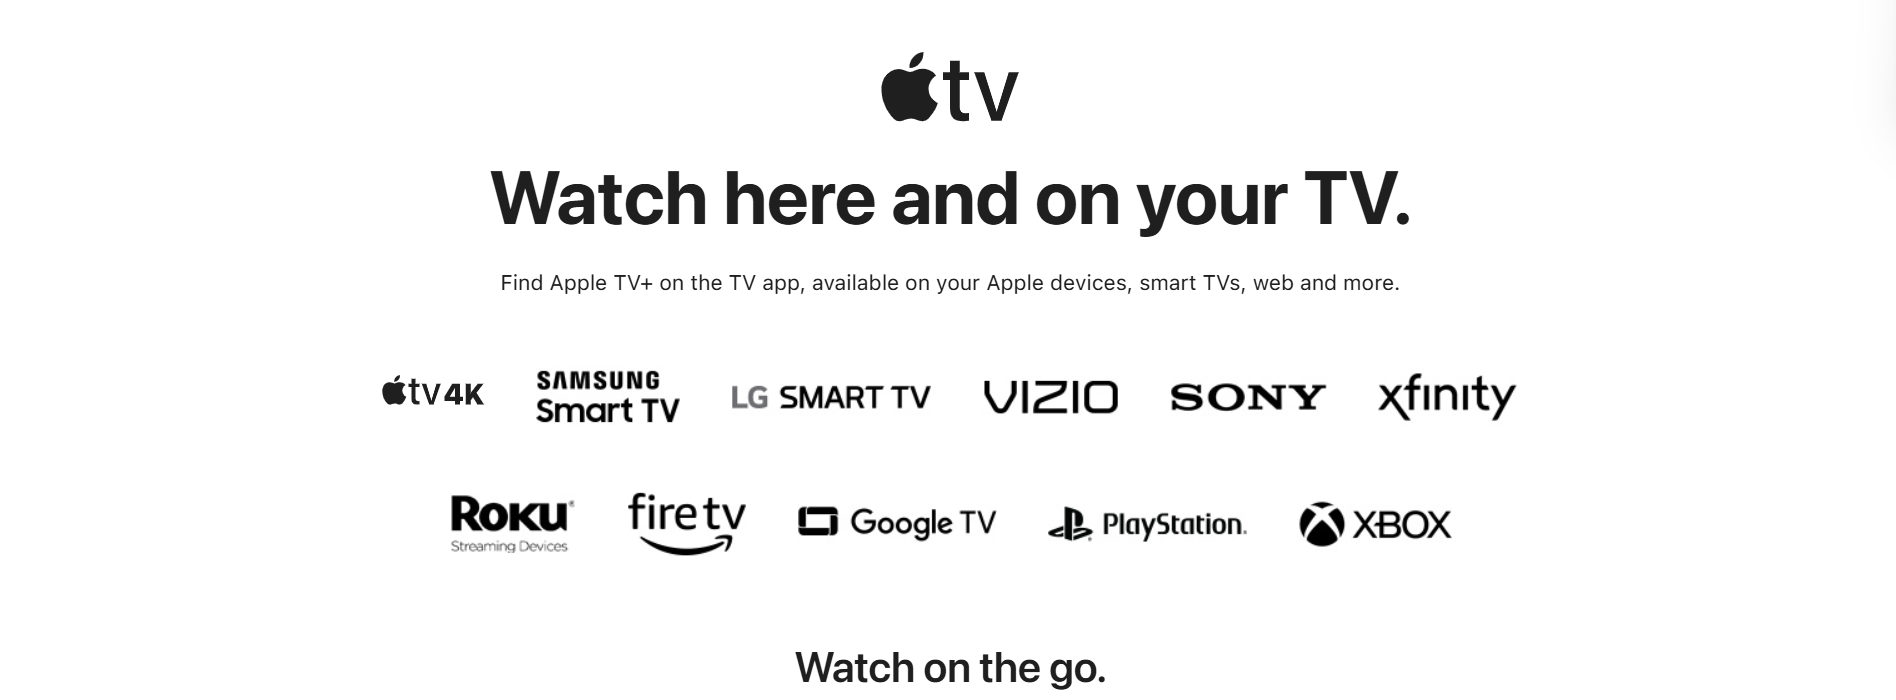 tv
Watch here and on your TV.
Find Apple TV+ on the TV app, available on your Apple devices, smart TVs, web and more.
tv 4K
SAMSUNG
Smart TV
LG SMART TV
VIZIO
SONY
xfinity
ROKU
Streaming Devices
fire tv
Google TV
PlayStation.
XBOX
Watch on the go.